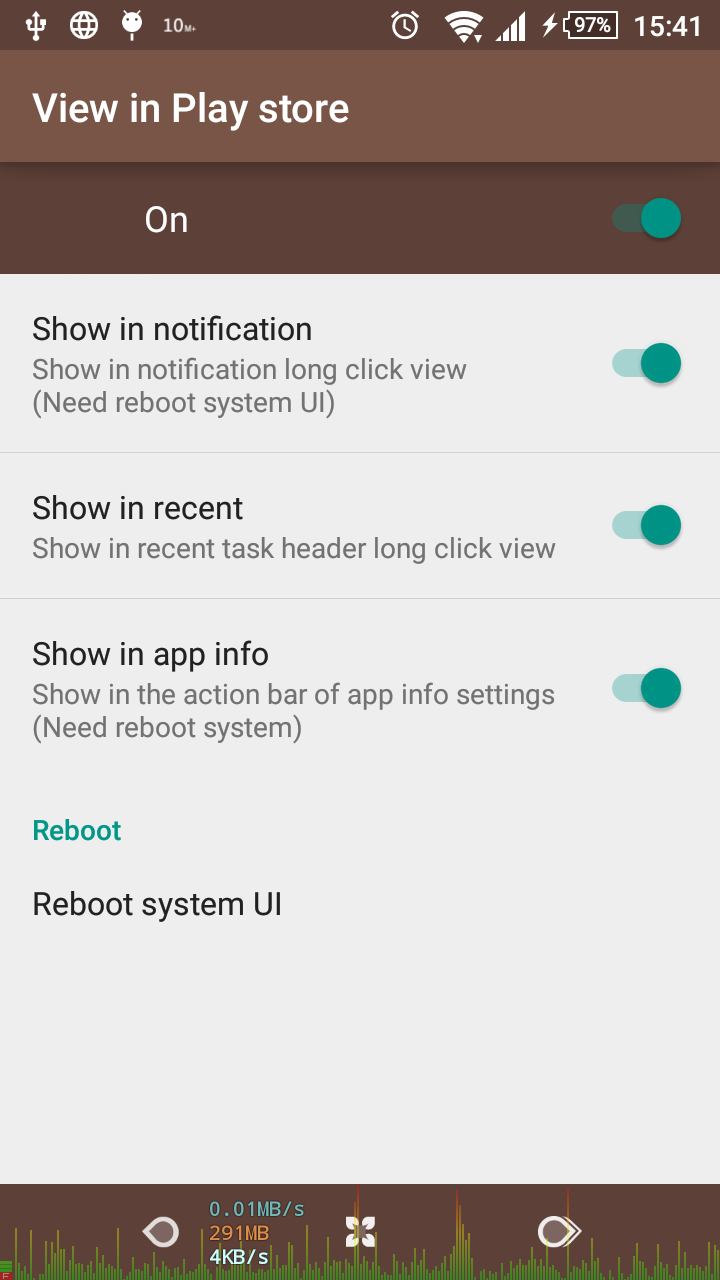 10M+
97%
15:41
View in Play store
On
Show in notification
Show in notification long click view
(Need reboot system UI)
Show in recent
Show in recent task header long click view
Show in app info
Show in the action bar of app info settings
(Need reboot system)
Reboot
Reboot system UI
0.01MB/s
291MB
4KB/s